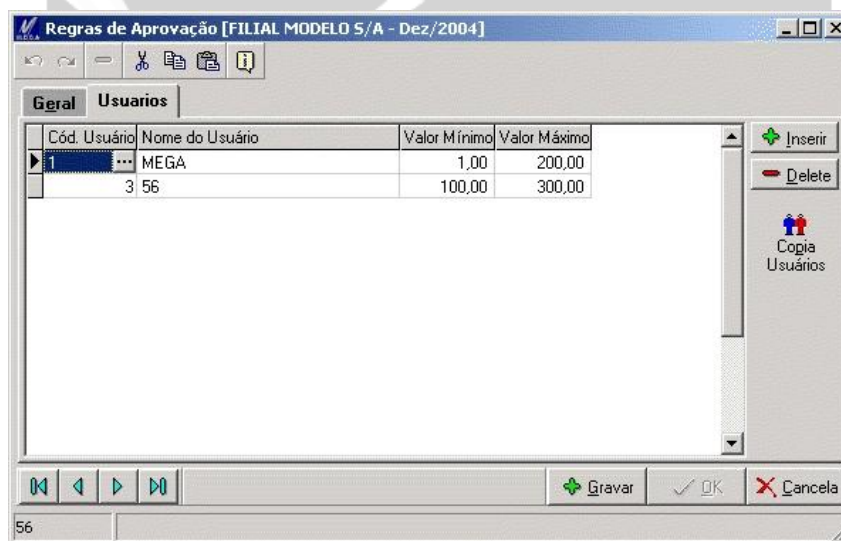 Regras de Aprovação [FILIAL MODELO S/A - Dez/2004]
Geral Usuarios
Cód. Usuário Nome do Usuário Valor Mínimo Valor Máximo
1 ... MEGA 1,00 200,00
3 56 100,00 300,00
Inserir
Delete
Copia
Usuários
Gravar OK Cancela
56